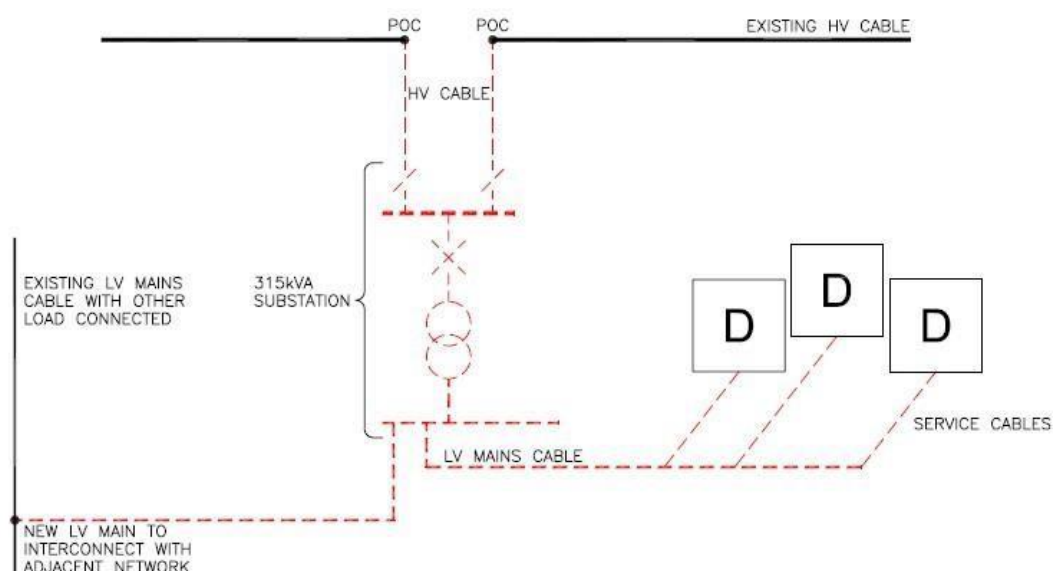 POC
POC
EXISTING HV CABLE
HV CABLE
EXISTING LV MAINS
CABLE WITH OTHER
LOAD CONNECTED
315kVA
SUBSTATION
D
D
D
SERVICE CABLES
LV MAINS CABLE
NEW LV MAIN TO
INTERCONNECT WITH
ADJACENT NETWORK